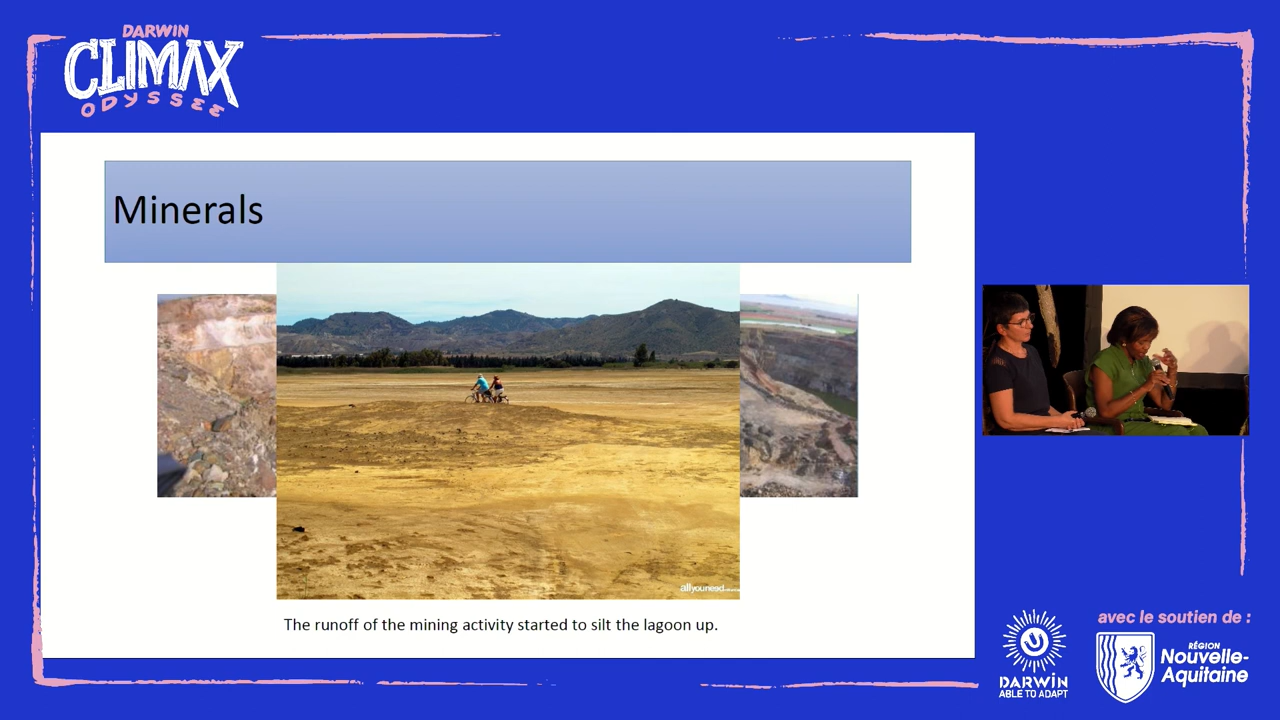 DARWIN
CLIMAX
ODYSSEE
Minerals
The runoff of the mining activity started to silt the lagoon up.
DARWIN
ABLE TO ADAPT
avec le soutien de :
RÉGION
Nouvelle-
Aquitaine